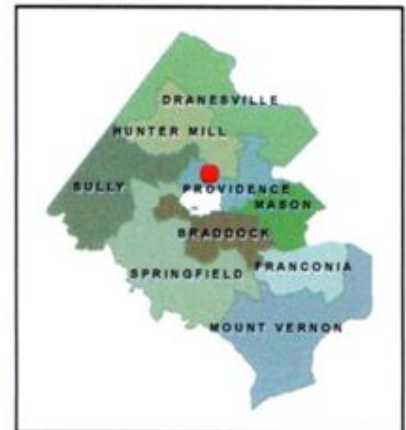 DRANESVILLE
HUNTER MILL
SULLY
PROVIDENCE
MASON
BRADDOCK
SPRINGFIELD
FRANCONIA
MOUNT VERNON